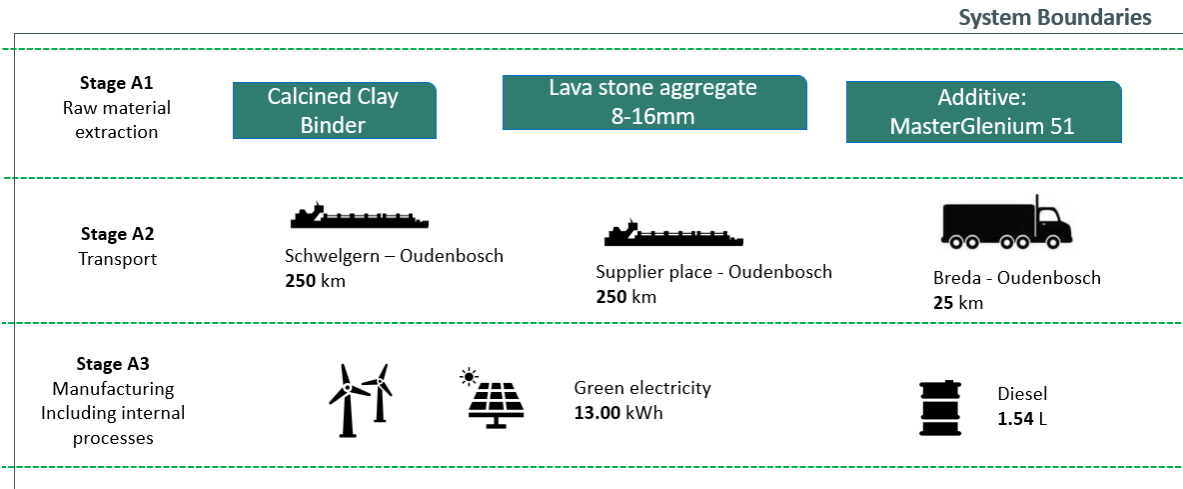 System Boundaries
Stage A1
Raw material
extraction
Calcined Clay
Binder
Lava stone aggregate
8-16mm
Additive:
MasterGlenium 51
Stage A2
Transport
Schwelgern – Oudenbosch
250 km
Supplier place - Oudenbosch
250 km
Breda - Oudenbosch
25 km
Stage A3
Manufacturing
Including internal
processes
Green electricity
13.00 kWh
Diesel
1.54 L